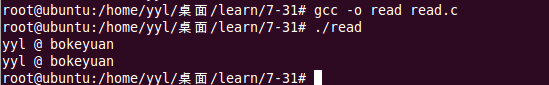 root@ubuntu:/home/yyl/桌面/learn/7-31# gcc -o read read.c
root@ubuntu:/home/yyl/桌面/learn/7-31# ./read
yyl @ bokeyuan
yyl @ bokeyuan
root@ubuntu:/home/yyl/桌面/learn/7-31#